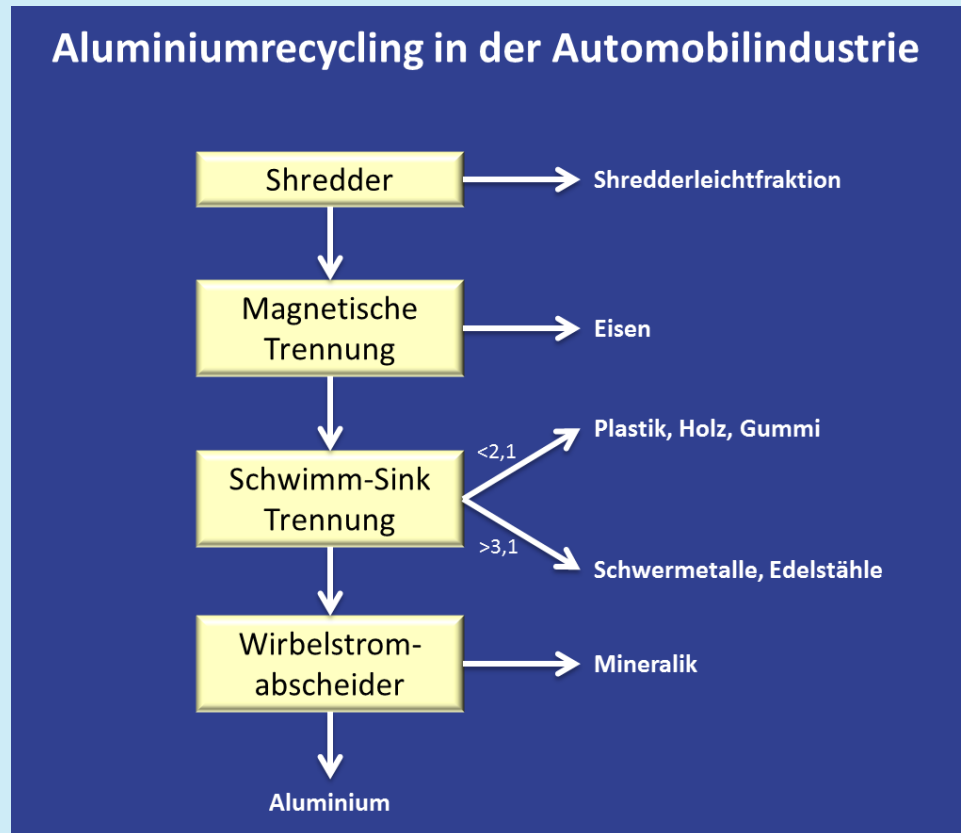 Aluminiumrecycling in der Automobilindustrie
Shredder
Shredderleichtfraktion
Magnetische
Trennung
Eisen
Plastik, Holz, Gummi
<2,1
Schwimm-Sink
Trennung
>3,1
Schwermetalle, Edelstähle
Wirbelstrom-
abscheider
Mineralik
Aluminium